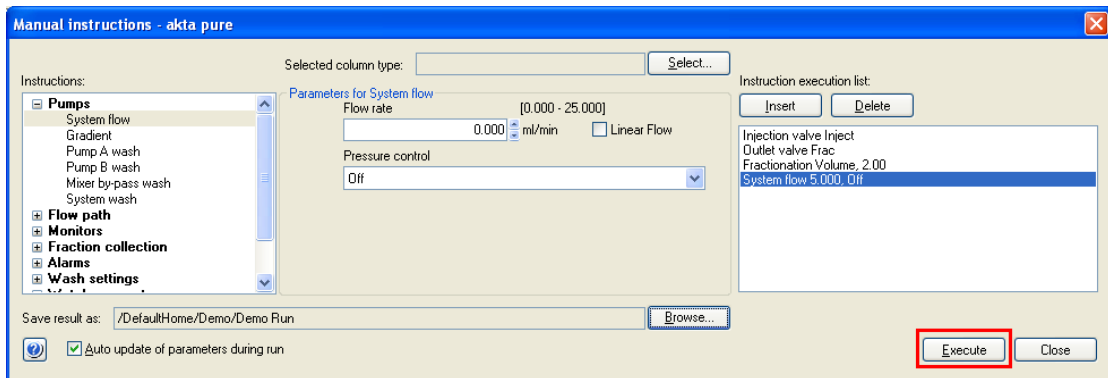 Manual instructions - akta pure
Selected column type:
Select...
Instructions:
Pumps
System flow
Gradient
Pump A wash
Pump B wash
Mixer by-pass wash
System wash
Flow path
Monitors
Fraction collection
Alarms
Wash settings
Parameters for System flow
Flow rate [0.000 - 25.000]
0.000 ml/min Linear Flow
Pressure control
Off
Instruction execution list:
Insert Delete
Injection valve Inject
Outlet valve Frac
Fractionation Volume, 2.00
System flow 5.000, Off
Save result as: /DefaultHome/Demo/Demo Run Browse...
? Auto update of parameters during run
Execute Close